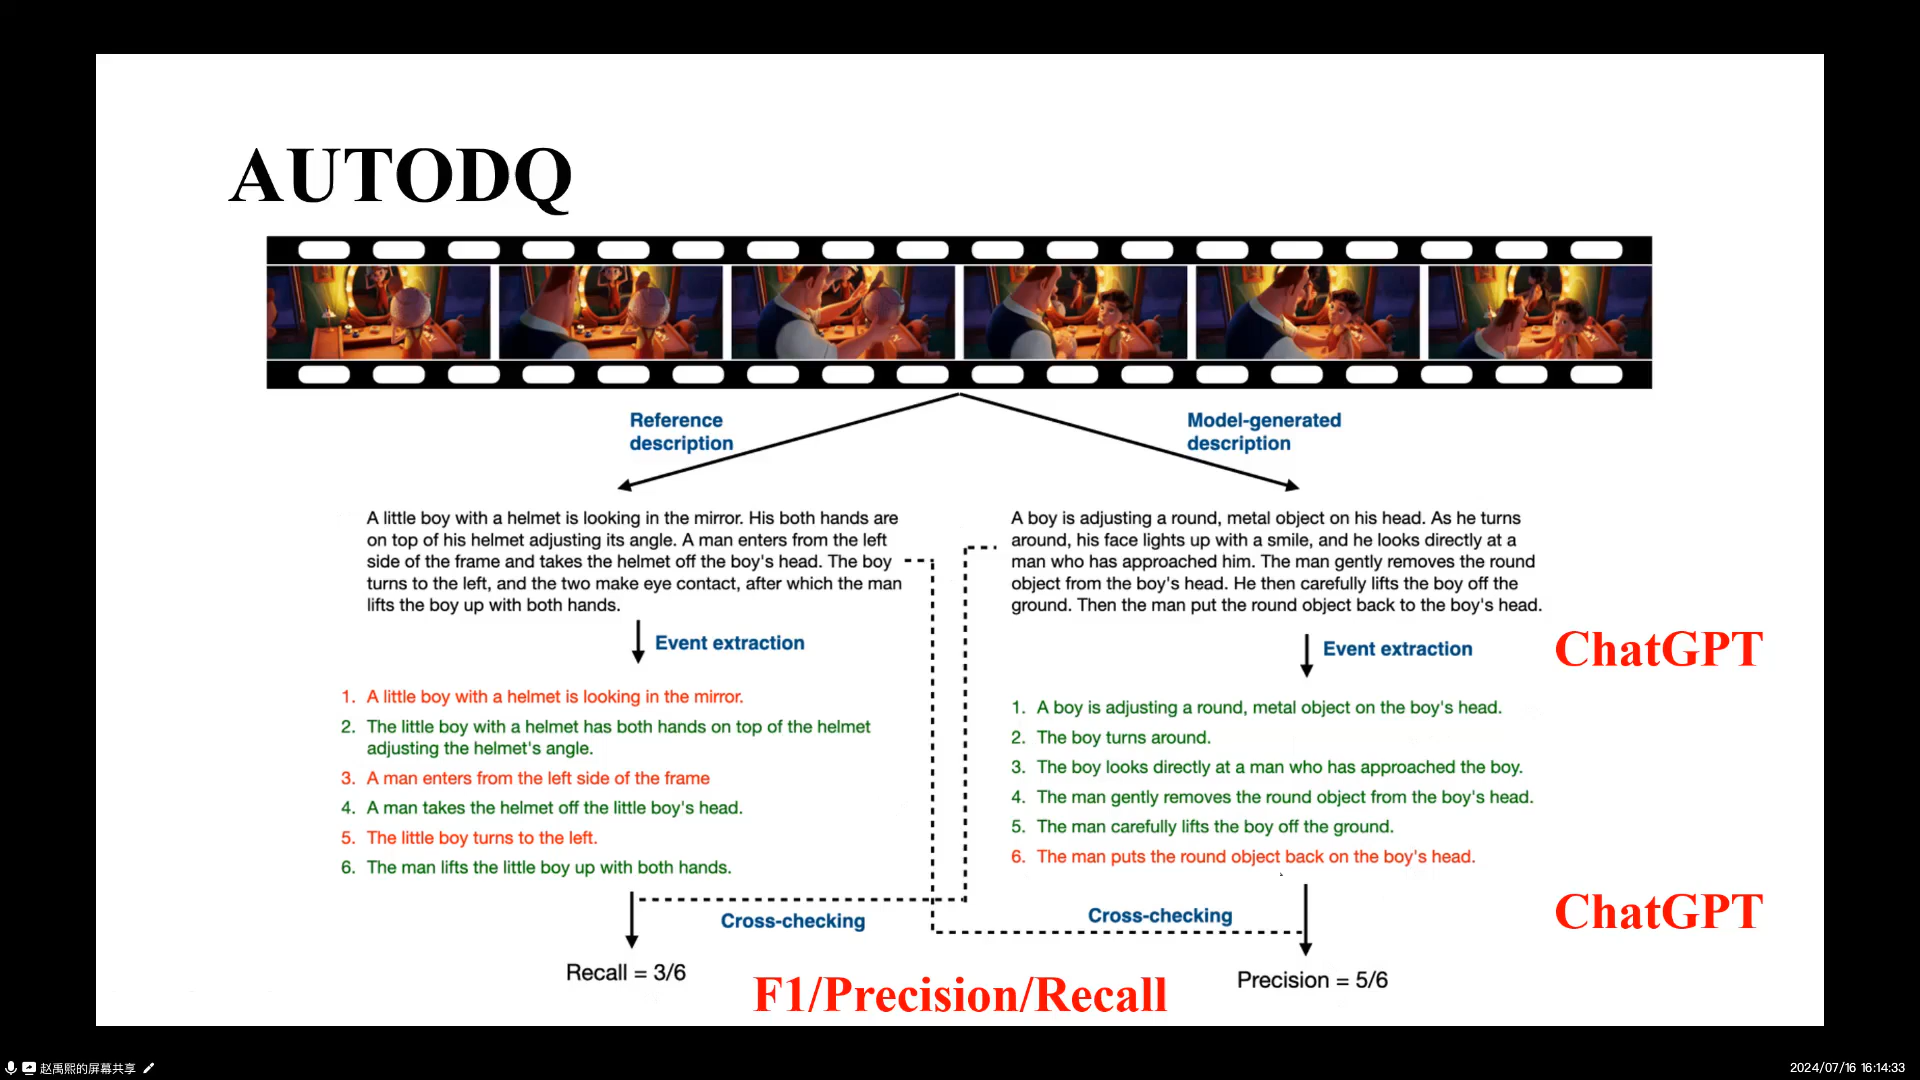 AUTODQ
Reference
description
Model-generated
description
A little boy with a helmet is looking in the mirror. His both hands are
on top of his helmet adjusting its angle. A man enters from the left
side of the frame and takes the helmet off the boy's head. The boy
turns to the left, and the two make eye contact, after which the man
lifts the boy up with both hands.
A boy is adjusting a round, metal object on his head. As he turns
around, his face lights up with a smile, and he looks directly at a
man who has approached him. The man gently removes the round
object from the boy's head. He then carefully lifts the boy off the
ground. Then the man put the round object back to the boy's head.
Event extraction
Event extraction
ChatGPT
1. A little boy with a helmet is looking in the mirror.
2. The little boy with a helmet has both hands on top of the helmet
adjusting the helmet's angle.
3. A man enters from the left side of the frame
4. A man takes the helmet off the little boy's head.
5. The little boy turns to the left.
6. The man lifts the little boy up with both hands.
1. A boy is adjusting a round, metal object on the boy's head.
2. The boy turns around.
3. The boy looks directly at a man who has approached the boy.
4. The man gently removes the round object from the boy's head.
5. The man carefully lifts the boy off the ground.
6. The man puts the round object back on the boy's head.
Cross-checking
Cross-checking
ChatGPT
Recall = 3/6
F1/Precision/Recall
Precision = 5/6
赵禹熙的屏幕共享
2024/07/16 16:14:33